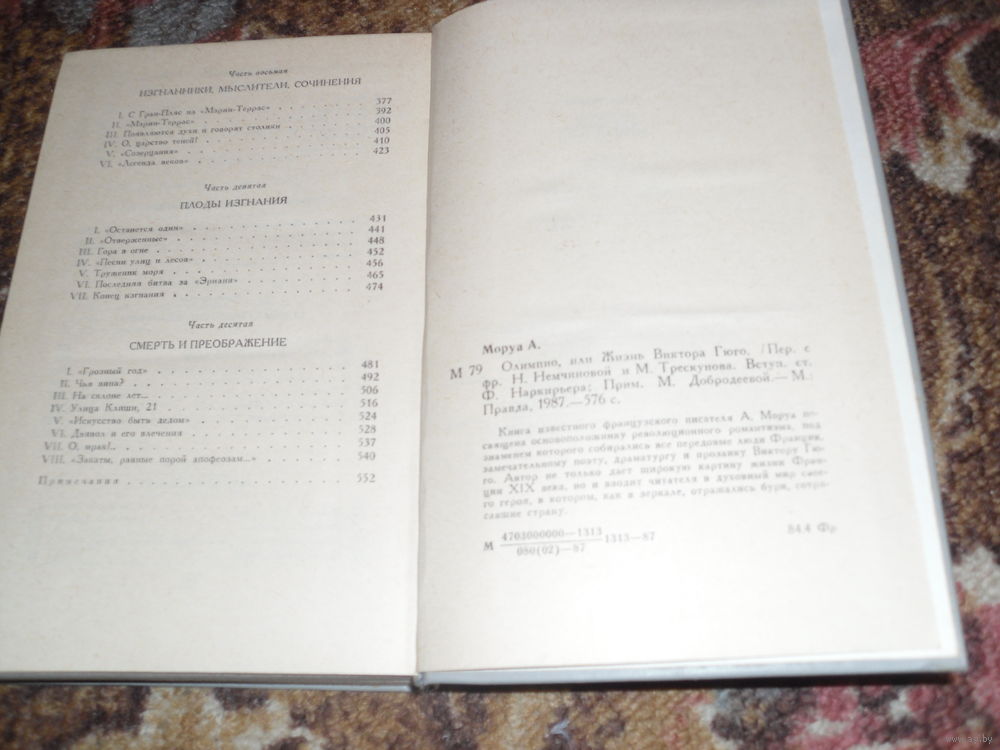 Часть восьмая
ИЗГНАННИКИ, МЫСЛИТЕЛИ, СОЧИНЕНИЯ
I. С Гран-Пляс на «Марин-Террас» 377
II. «Марин-Террас» 392
III. Появляются духи и говорят столики 400
IV. О, царство теней! 405
V. «Созерцания» 410
VI. «Легенда веков» 423
Часть девятая
ПЛОДЫ ИЗГНАНИЯ
I. «Останется один» 431
II. «Отверженные» 441
III. Гора в огне 448
IV. «Песни улиц и лесов» 452
V. Труженик моря 456
VI. Последняя битва за «Эрнани» 465
VII. Конец изгнания 474
Часть десятая
СМЕРТЬ И ПРЕОБРАЖЕНИЕ
I. «Грозный год» 481
II. Чья вина? 492
III. На склоне лет... 506
IV. Улица Клиши, 21 516
V. «Искусство быть дедом» 524
VI. Дьявол и его влечения 528
VII. О, мрак!.. 537
VIII. «Закаты, равные порой апофеозам...» 540
Примечания 552
Моруа А.
М 79 Олимпио, или Жизнь Виктора Гюго. /Пер. с
фр. Н. Немчиновой и М. Трескунова. Вступ. ст.
Ф. Наркирьера; Прим. М. Добродеевой.— М.:
Правда, 1987.—576 с.
Книга известного французского писателя А. Моруа по-
священа основоположнику революционного романтизма, под
знаменем которого собирались все передовые люди Франции,
замечательному поэту, драматургу и прозаику Виктору Гю-
го. Автор не только дает широкую картину жизни Фран-
ции XIX века, но и вводит читателя в духовный мир свое-
го героя, в котором, как в зеркале, отражались бури, сотря-
савшие страну.
М 4703000000—1313
080(02)—87 1313—87
84.4 Фр
www.ay.by